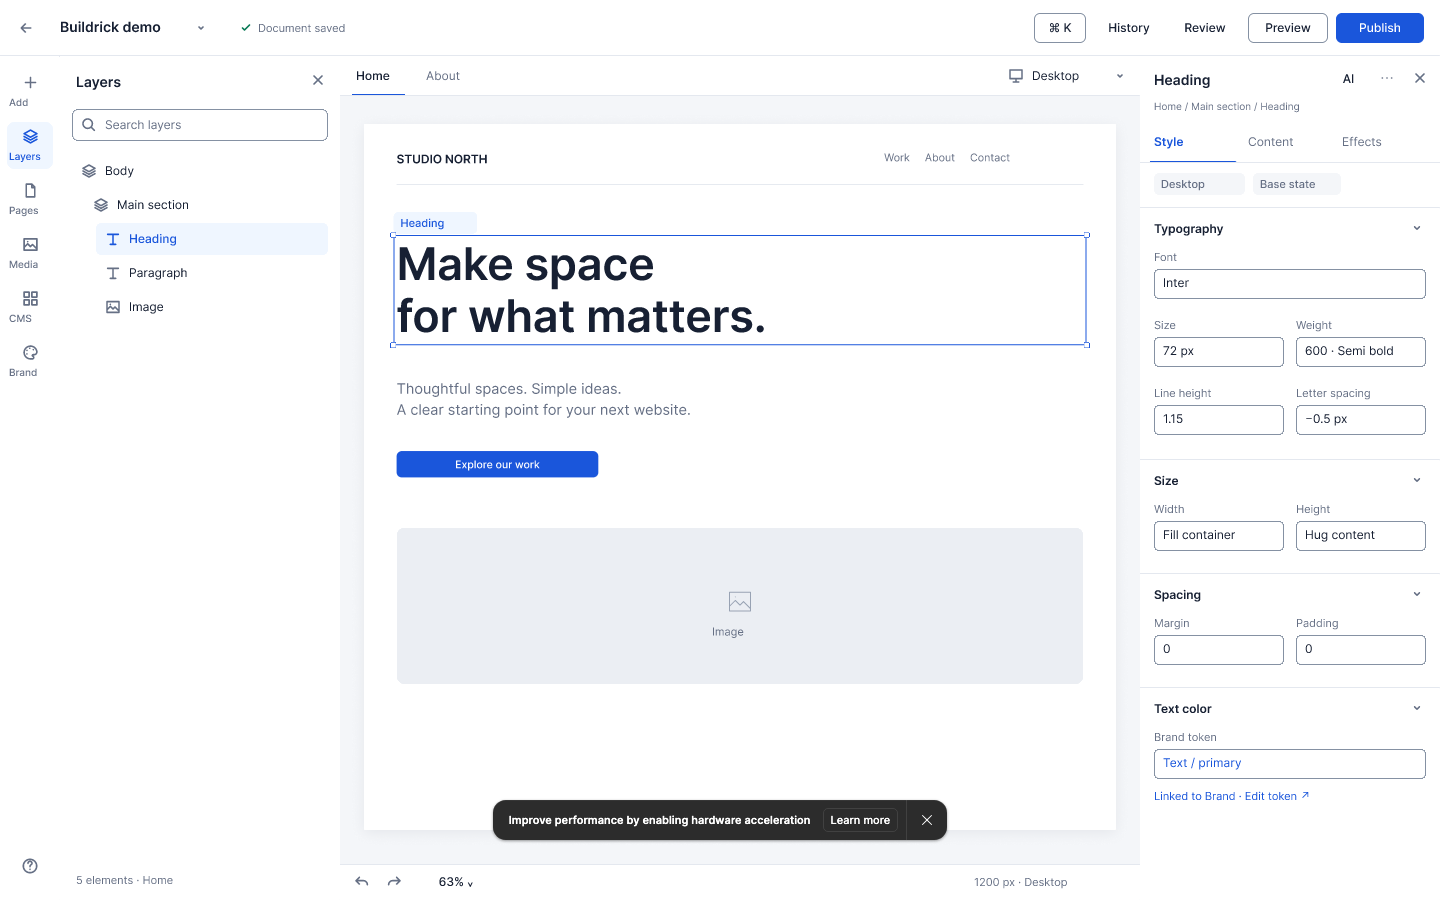 Buildrick demo
Document saved
⌘ K
History
Review
Preview
Publish
Add
Layers
Pages
Media
CMS
Brand
Layers
Search layers
Body
Main section
Heading
Paragraph
Image
5 elements · Home
Home
About
Desktop
STUDIO NORTH
Work
About
Contact
Heading
Make space
for what matters.
Thoughtful spaces. Simple ideas.
A clear starting point for your next website.
Explore our work
Image
Improve performance by enabling hardware acceleration
Learn more
63%
1200 px · Desktop
Heading
AI
Home / Main section / Heading
Style
Content
Effects
Desktop
Base state
Typography
Font
Inter
Size
Weight
72 px
600 · Semi bold
Line height
Letter spacing
1.15
−0.5 px
Size
Width
Height
Fill container
Hug content
Spacing
Margin
Padding
0
0
Text color
Brand token
Text / primary
Linked to Brand · Edit token ↗